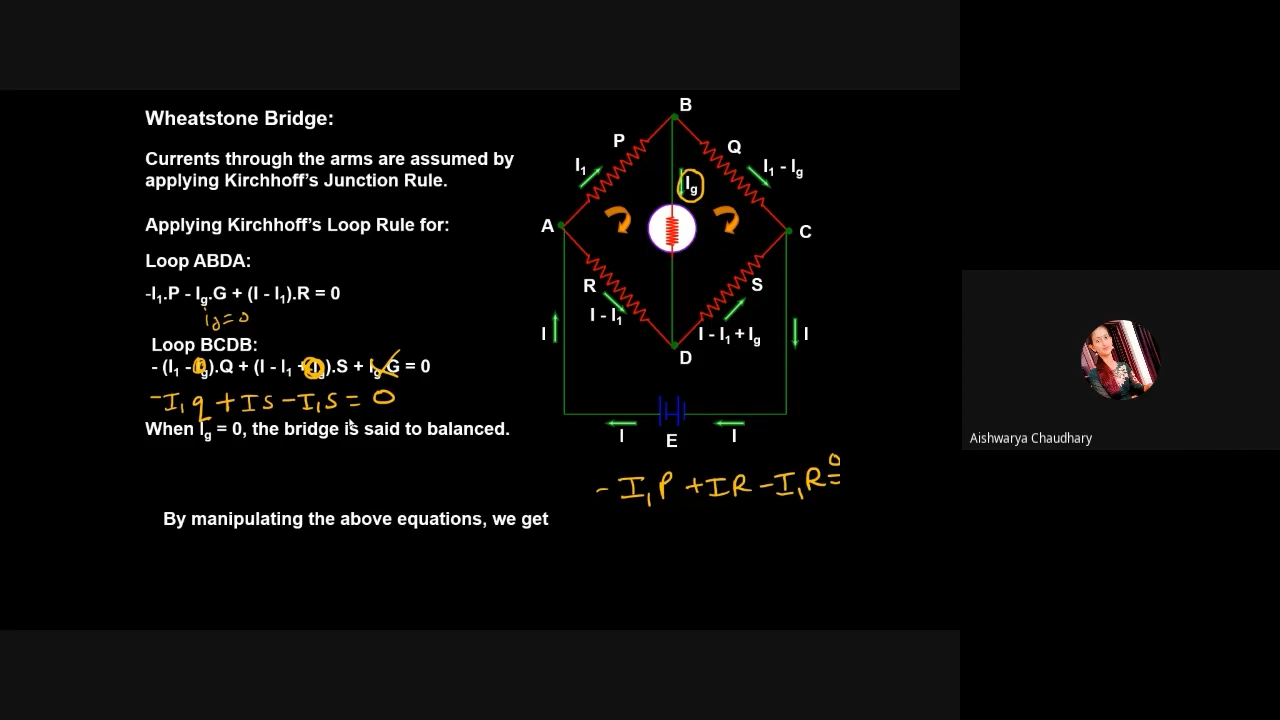 Wheatstone Bridge:
Currents through the arms are assumed by
applying Kirchhoff's Junction Rule.
Applying Kirchhoff's Loop Rule for:
Loop ABDA:
-I1.P - Ig.G + (I - I1).R = 0
ig = 0
Loop BCDB:
- (I1 - Ig).Q + (I - I1 + Ig).S + Ig.G = 0
-I1q + IS - I1S = 0
When Ig = 0, the bridge is said to balanced.
By manipulating the above equations, we get
B
P
Q
I1
I1 - Ig
Ig
A
C
R
S
I - I1
I - I1 + Ig
D
I
I
E
I
I
- I1P + IR - I1R = 0
Aishwarya Chaudhary